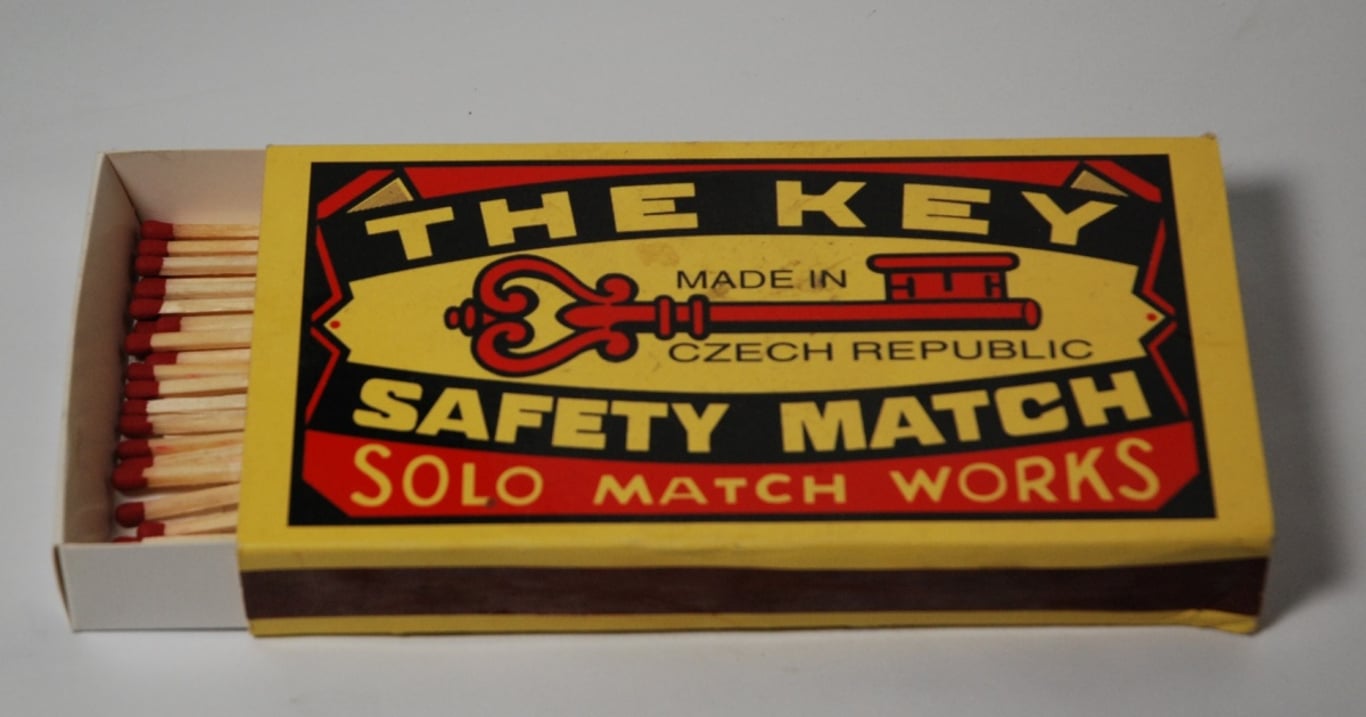 THE KEY
MADE IN
CZECH REPUBLIC
SAFETY MATCH
SOLO MATCH WORKS